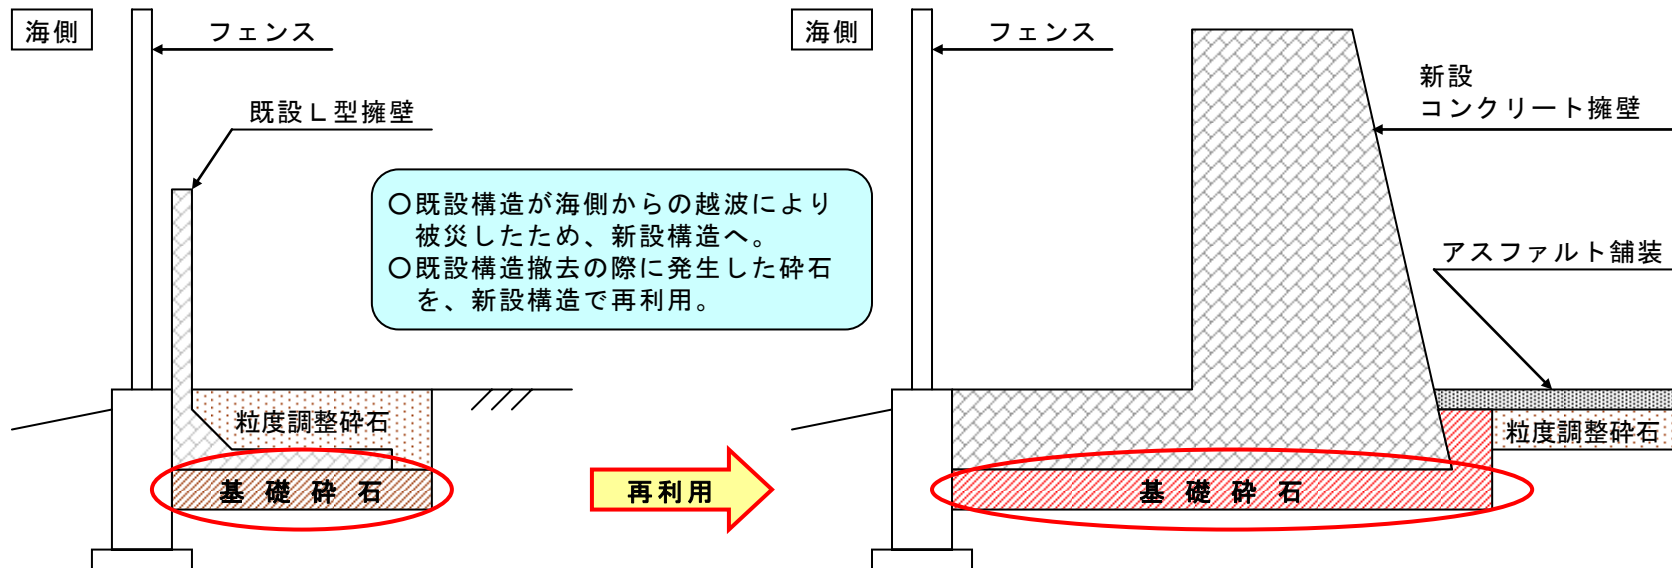 海側
フェンス
既設Ｌ型擁壁
粒度調整砕石
基礎砕石
○既設構造が海側からの越波により
被災したため、新設構造へ。
○既設構造撤去の際に発生した砕石
を、新設構造で再利用。
再利用
海側
フェンス
新設
コンクリート擁壁
アスファルト舗装
粒度調整砕石
基礎砕石